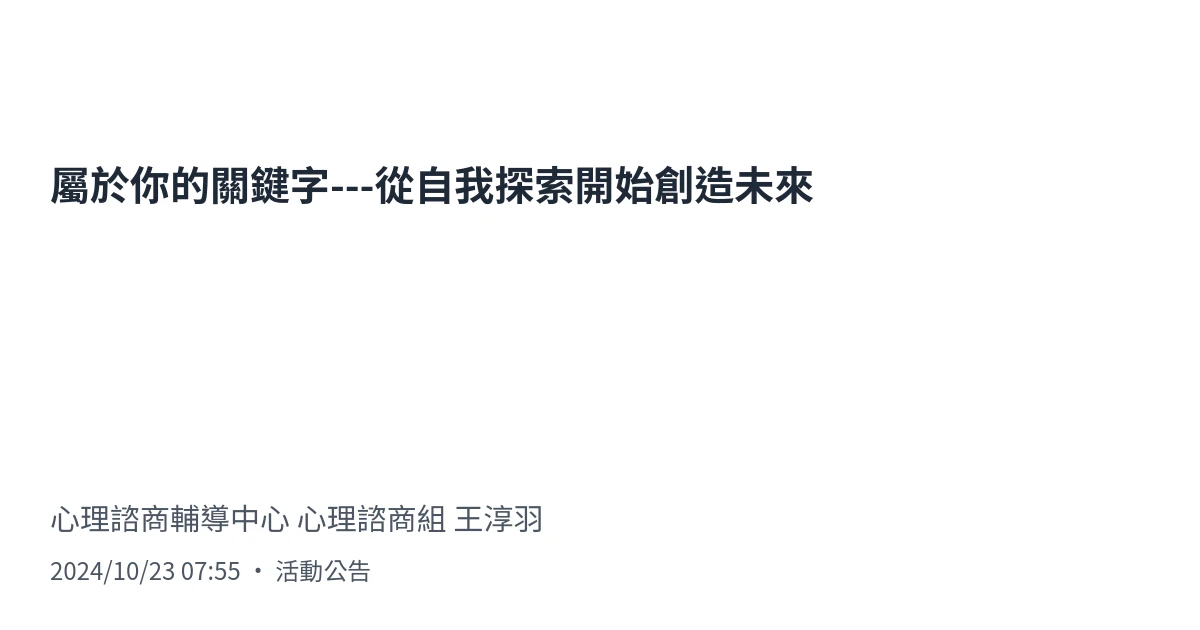 屬於你的關鍵字---從自我探索開始創造未來
心理諮商輔導中心 心理諮商組 王淳羽
2024/10/23 07:55 • 活動公告